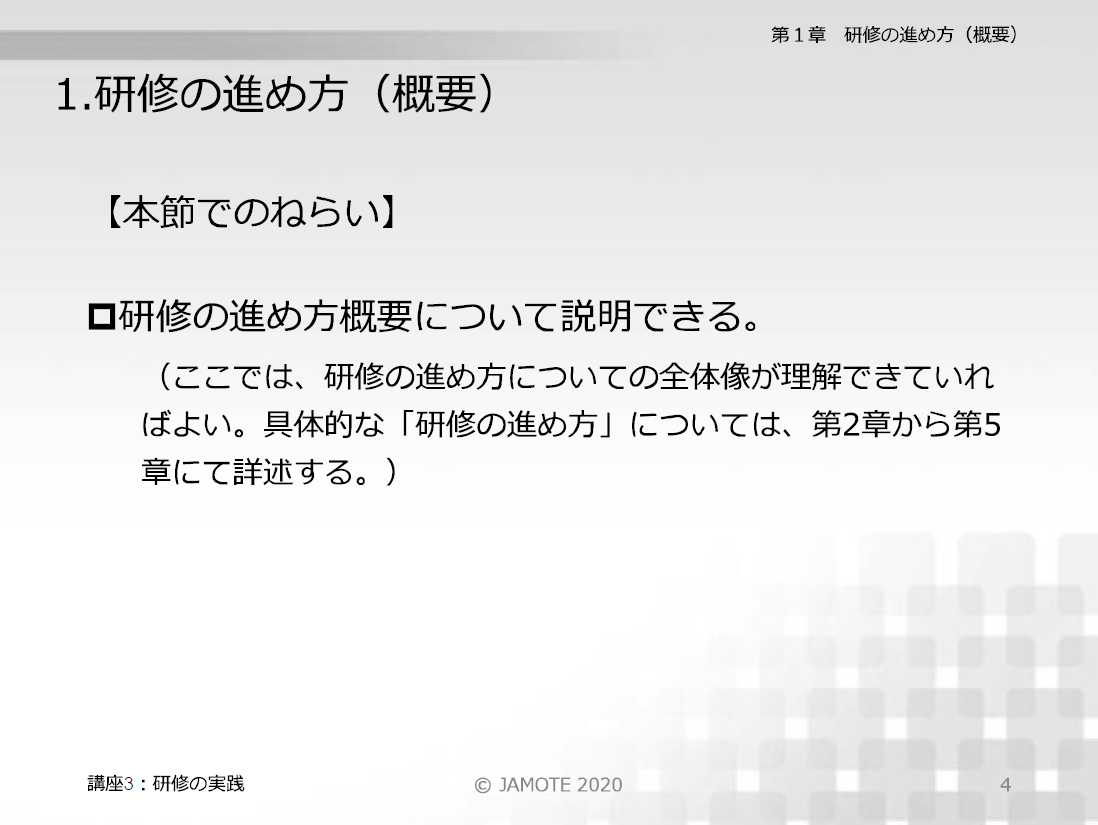 第１章　研修の進め方（概要）
1.研修の進め方（概要）
【本節でのねらい】
研修の進め方概要について説明できる。
（ここでは、研修の進め方についての全体像が理解できていれ
ばよい。具体的な「研修の進め方」については、第2章から第5
章にて詳述する。）
講座3：研修の実践
© JAMOTE 2020
4